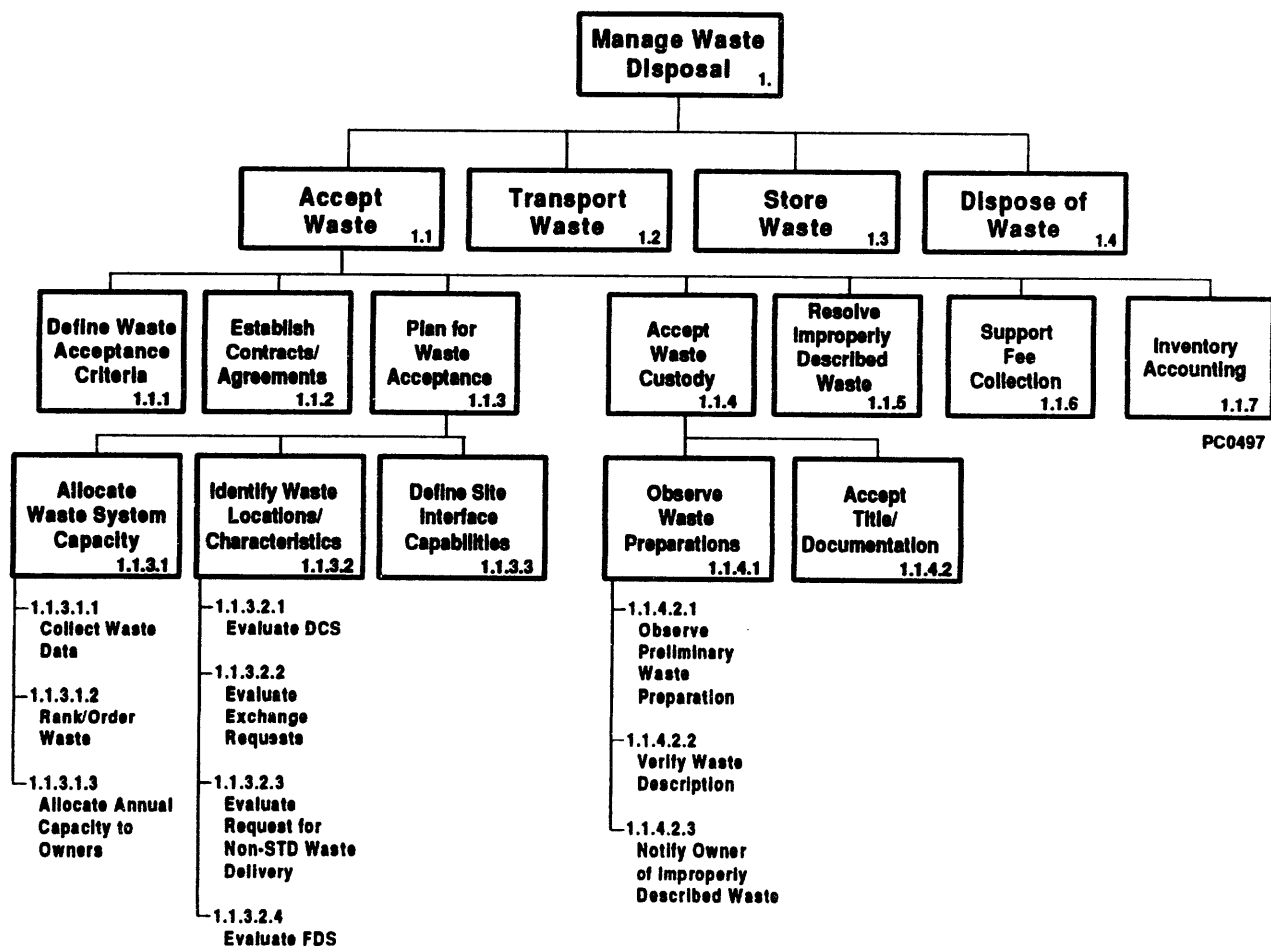 Manage Waste
Disposal
1.
Accept
Waste
1.1
Transport
Waste
1.2
Store
Waste
1.3
Dispose of
Waste
1.4
Define Waste
Acceptance
Criteria
1.1.1
Establish
Contracts/
Agreements
1.1.2
Plan for
Waste
Acceptance
1.1.3
Accept
Waste
Custody
1.1.4
Resolve
Improperly
Described
Waste
1.1.5
Support
Fee
Collection
1.1.6
Inventory
Accounting
1.1.7
PC0497
Allocate
Waste System
Capacity
1.1.3.1
Identify Waste
Locations/
Characteristics
1.1.3.2
Define Site
Interface
Capabilities
1.1.3.3
Observe
Waste
Preparations
1.1.4.1
Accept
Title/
Documentation
1.1.4.2
1.1.3.1.1
Collect Waste
Data
1.1.3.1.2
Rank/Order
Waste
1.1.3.1.3
Allocate Annual
Capacity to
Owners
1.1.3.2.1
Evaluate DCS
1.1.3.2.2
Evaluate
Exchange
Requests
1.1.3.2.3
Evaluate
Request for
Non-STD Waste
Delivery
1.1.3.2.4
Evaluate FDS
1.1.4.2.1
Observe
Preliminary
Waste
Preparation
1.1.4.2.2
Verify Waste
Description
1.1.4.2.3
Notify Owner
of Improperly
Described Waste